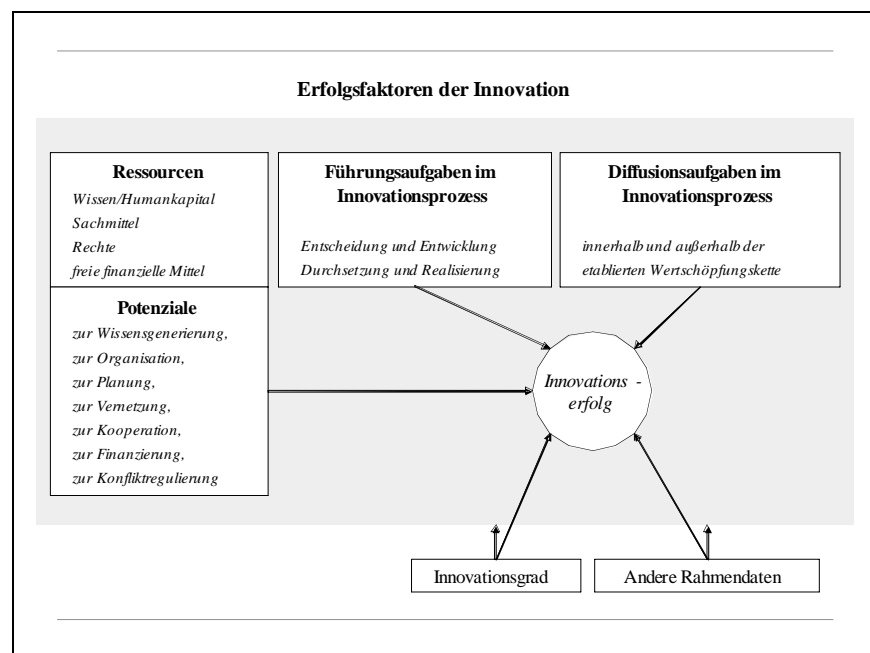 Erfolgsfaktoren der Innovation
Ressourcen
Wissen/Humankapital
Sachmittel
Rechte
freie finanzielle Mittel
Potenziale
zur Wissensgenerierung,
zur Organisation,
zur Planung,
zur Vernetzung,
zur Kooperation,
zur Finanzierung,
zur Konfliktregulierung
Führungsaufgaben im
Innovationsprozess
Entscheidung und Entwicklung
Durchsetzung und Realisierung
Diffusionsaufgaben im
Innovationsprozess
innerhalb und außerhalb der
etablierten Wertschöpfungskette
Innovations -
erfolg
Innovationsgrad
Andere Rahmendaten